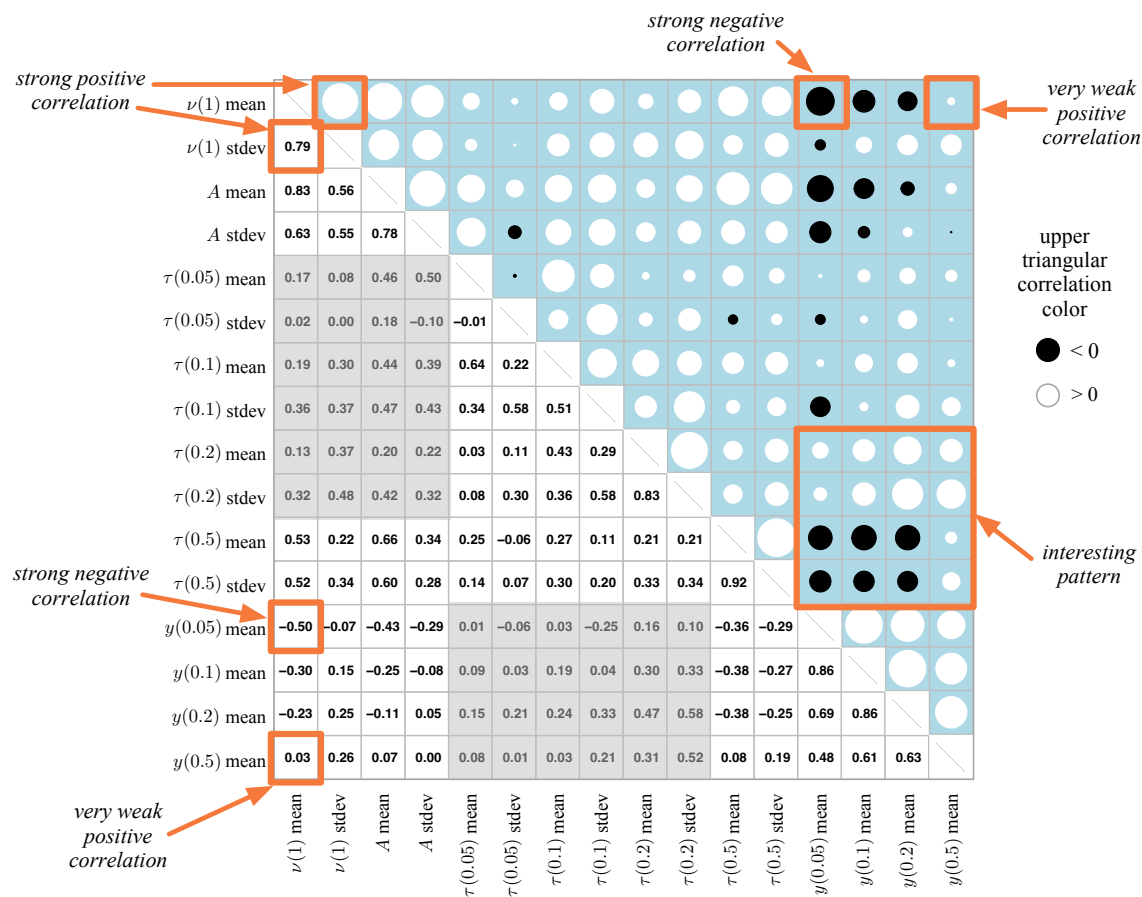 strong negative
correlation
strong positive
correlation
very weak
positive
correlation
ν(1) mean
ν(1) stdev 0.79
A mean 0.83 0.56
A stdev 0.63 0.55 0.78
τ(0.05) mean 0.17 0.08 0.46 0.50
τ(0.05) stdev 0.02 0.00 0.18 −0.10 −0.01
τ(0.1) mean 0.19 0.30 0.44 0.39 0.64 0.22
τ(0.1) stdev 0.36 0.37 0.47 0.43 0.34 0.58 0.51
τ(0.2) mean 0.13 0.37 0.20 0.22 0.03 0.11 0.43 0.29
τ(0.2) stdev 0.32 0.48 0.42 0.32 0.08 0.30 0.36 0.58 0.83
τ(0.5) mean 0.53 0.22 0.66 0.34 0.25 −0.06 0.27 0.11 0.21 0.21
τ(0.5) stdev 0.52 0.34 0.60 0.28 0.14 0.07 0.30 0.20 0.33 0.34 0.92
y(0.05) mean −0.50 −0.07 −0.43 −0.29 0.01 −0.06 0.03 −0.25 0.16 0.10 −0.36 −0.29
y(0.1) mean −0.30 0.15 −0.25 −0.08 0.09 0.03 0.19 0.04 0.30 0.33 −0.38 −0.27 0.86
y(0.2) mean −0.23 0.25 −0.11 0.05 0.15 0.21 0.24 0.33 0.47 0.58 −0.38 −0.25 0.69 0.86
y(0.5) mean 0.03 0.26 0.07 0.00 0.08 0.01 0.03 0.21 0.31 0.52 0.08 0.19 0.48 0.61 0.63
upper
triangular
correlation
color
< 0
> 0
interesting
pattern
strong negative
correlation
very weak
positive
correlation
ν(1) mean
ν(1) stdev
A mean
A stdev
τ(0.05) mean
τ(0.05) stdev
τ(0.1) mean
τ(0.1) stdev
τ(0.2) mean
τ(0.2) stdev
τ(0.5) mean
τ(0.5) stdev
y(0.05) mean
y(0.1) mean
y(0.2) mean
y(0.5) mean